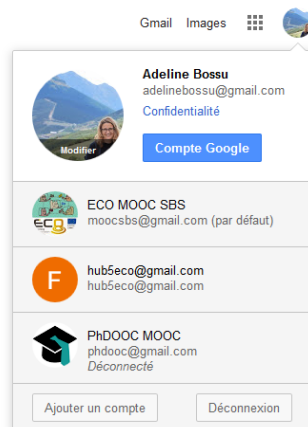 Gmail Images
Adeline Bossu
adelinebossu@gmail.com
Confidentialité
Modifier
Compte Google
ECO MOOC SBS
moocsbs@gmail.com (par défaut)
F
hub5eco@gmail.com
hub5eco@gmail.com
PhDOOC MOOC
phdooc@gmail.com
Déconnecté
Ajouter un compte
Déconnexion